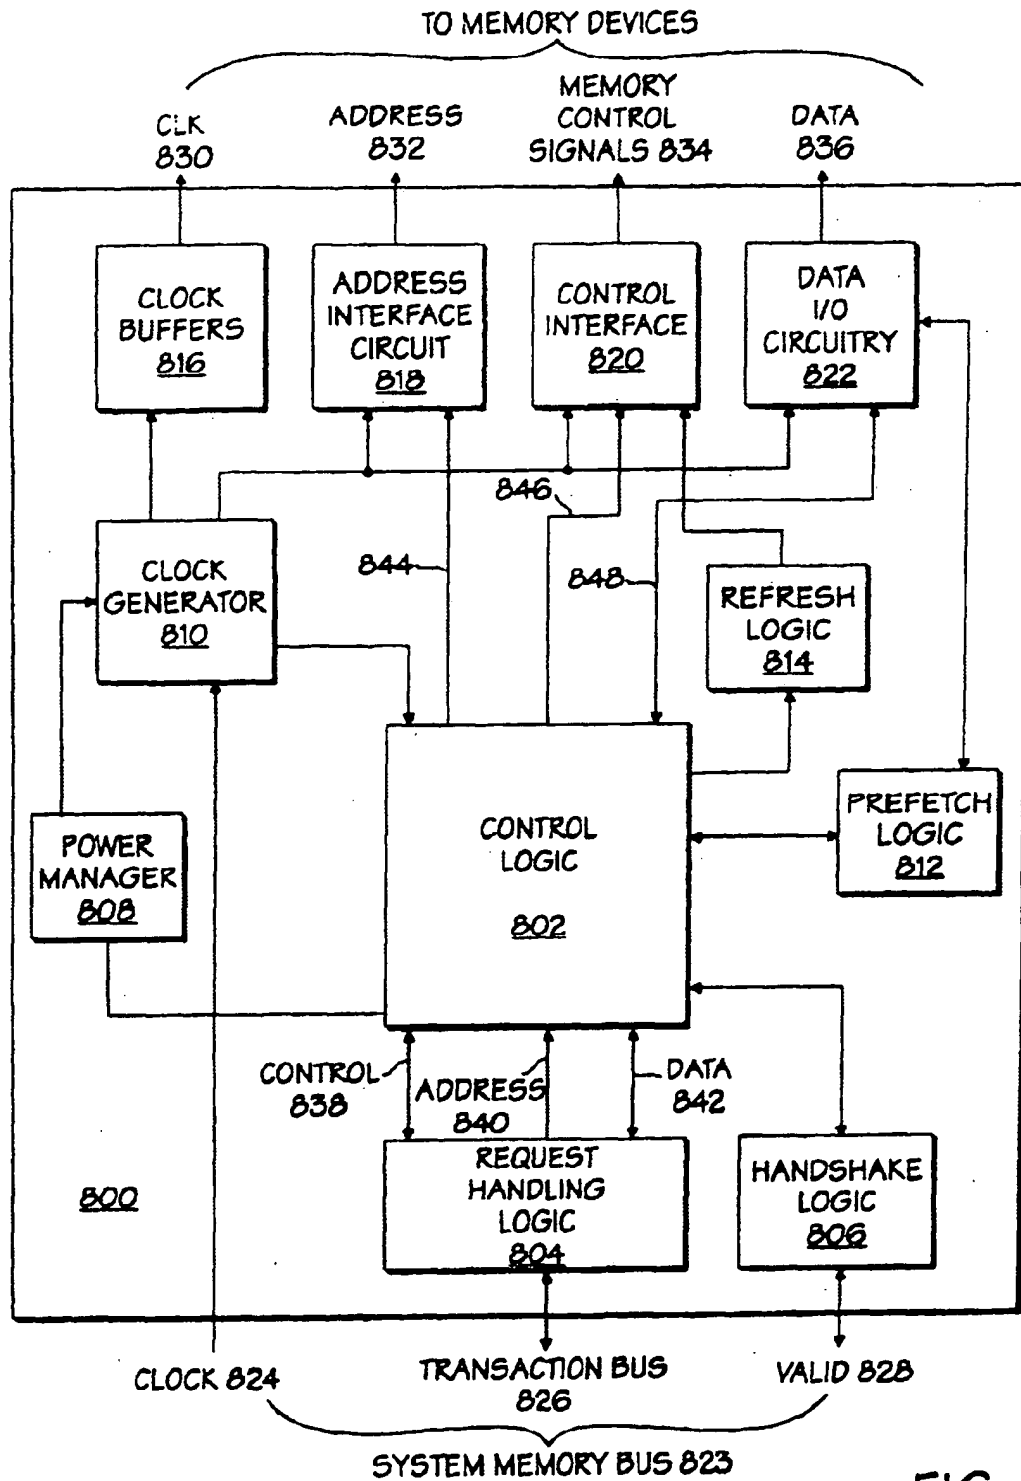 TO MEMORY DEVICES
CLK
830
ADDRESS
832
MEMORY
CONTROL
SIGNALS 834
DATA
836
CLOCK
BUFFERS
816
ADDRESS
INTERFACE
CIRCUIT
818
CONTROL
INTERFACE
820
DATA
I/O
CIRCUITRY
822
846
844
848
CLOCK
GENERATOR
810
REFRESH
LOGIC
814
POWER
MANAGER
808
CONTROL
LOGIC
802
PREFETCH
LOGIC
812
CONTROL
838
ADDRESS
840
DATA
842
800
REQUEST
HANDLING
LOGIC
804
HANDSHAKE
LOGIC
806
CLOCK 824
TRANSACTION BUS
826
VALID 828
SYSTEM MEMORY BUS 823